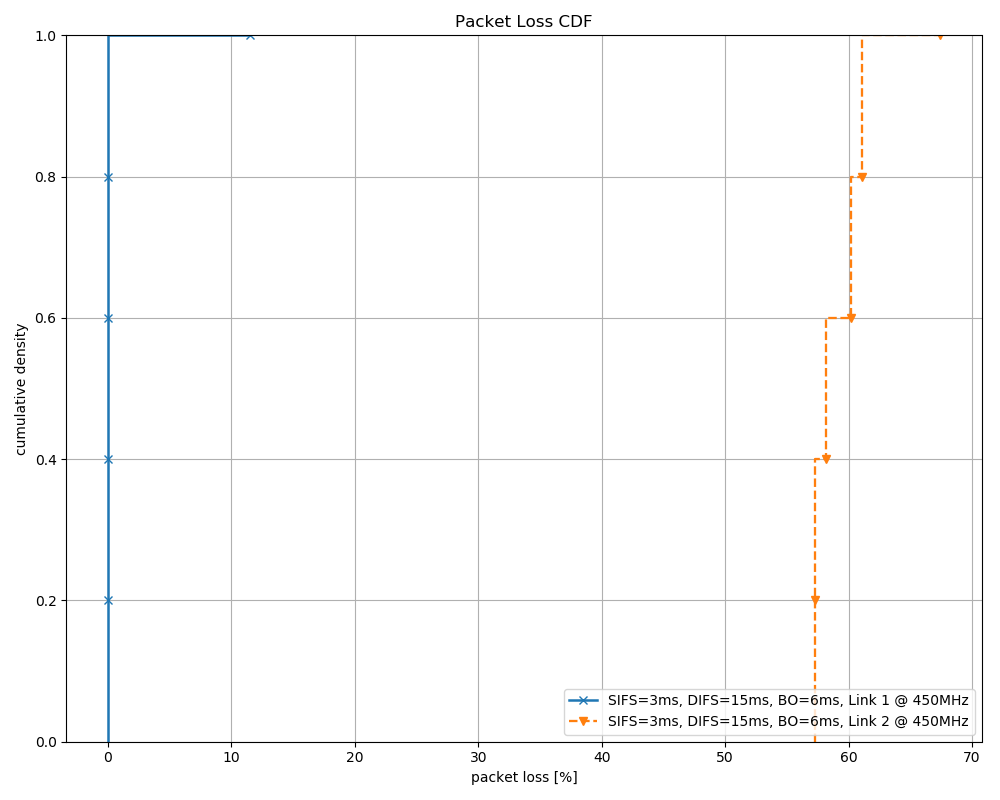 Packet Loss CDF
cumulative density
1.0
0.8
0.6
0.4
0.2
0.0
0 10 20 30 40 50 60 70
packet loss [%]
SIFS=3ms, DIFS=15ms, BO=6ms, Link 1 @ 450MHz
SIFS=3ms, DIFS=15ms, BO=6ms, Link 2 @ 450MHz